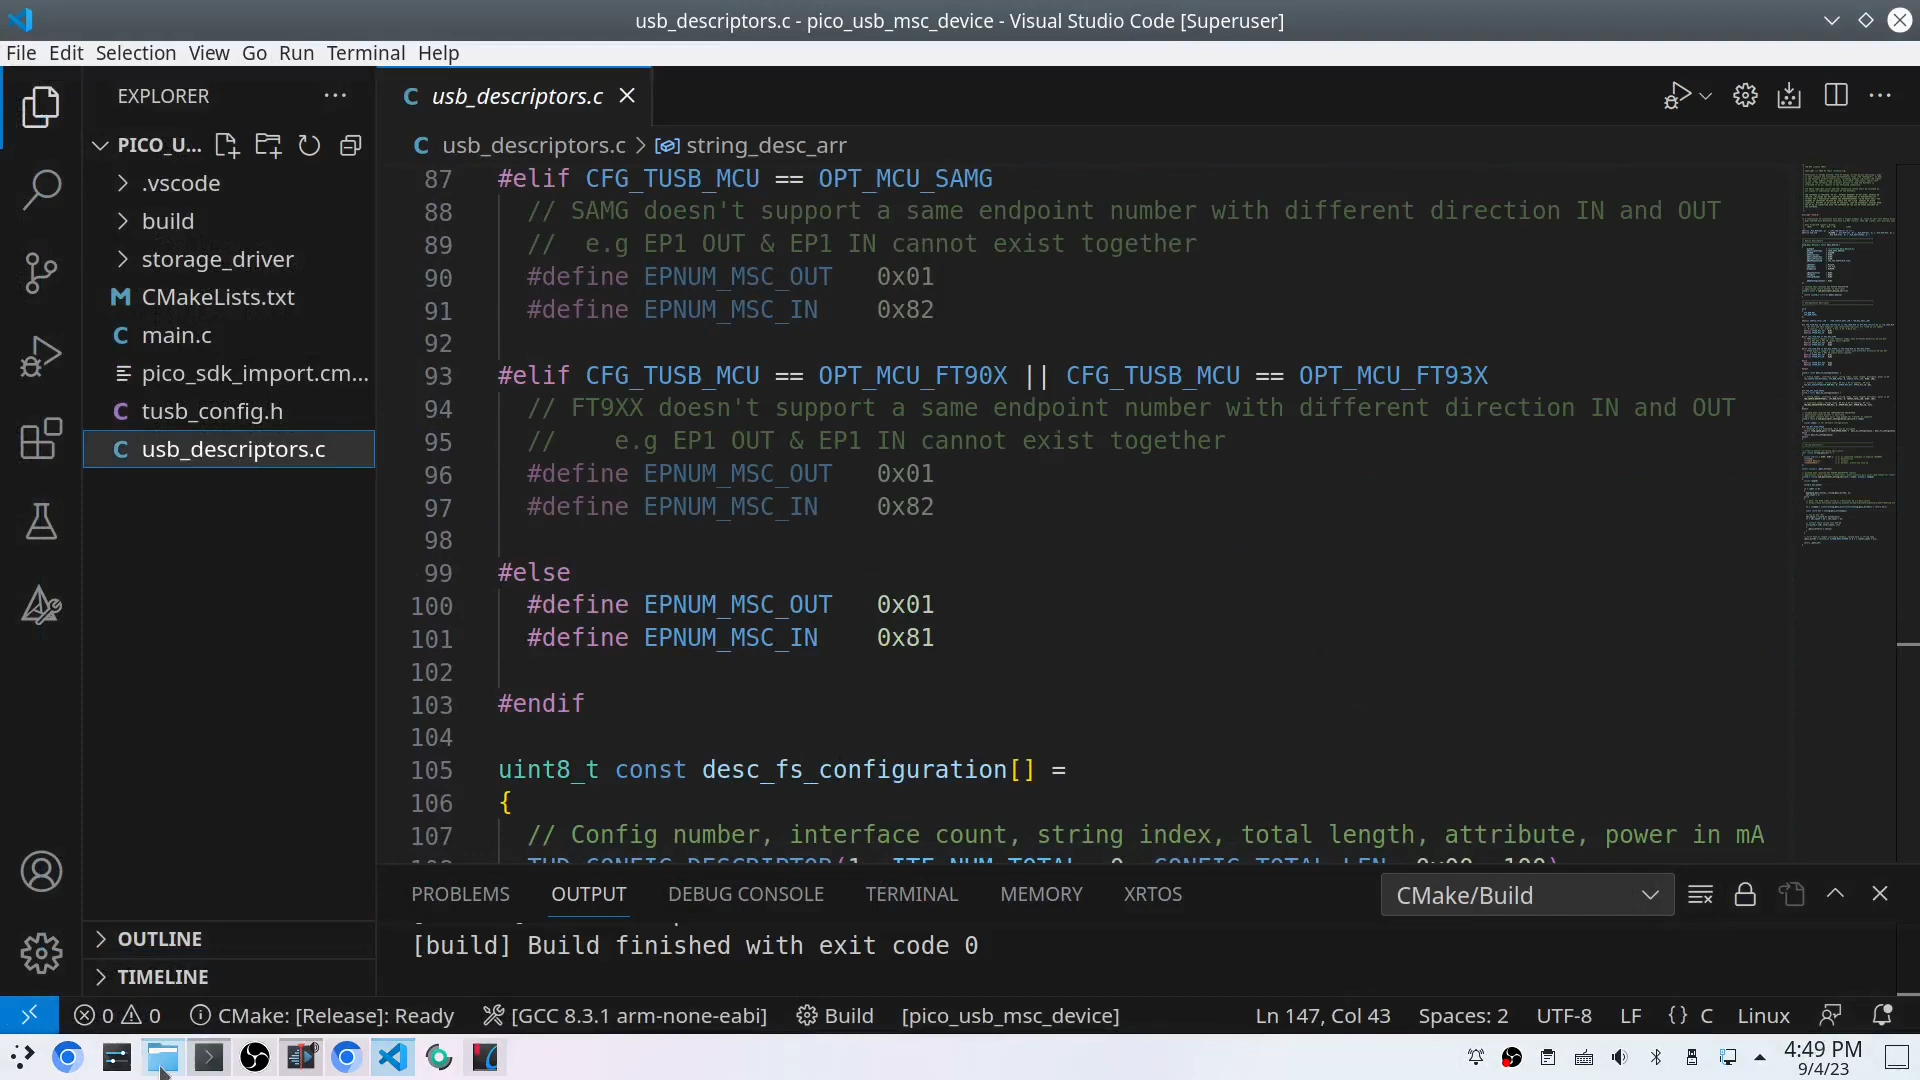 usb_descriptors.c - pico_usb_msc_device - Visual Studio Code [Superuser]
File Edit Selection View Go Run Terminal Help
EXPLORER
PICO_U...
.vscode
build
storage_driver
CMakeLists.txt
main.c
pico_sdk_import.cm...
tusb_config.h
usb_descriptors.c
OUTLINE
TIMELINE
usb_descriptors.c
usb_descriptors.c > string_desc_arr
87 #elif CFG_TUSB_MCU == OPT_MCU_SAMG
88 // SAMG doesn't support a same endpoint number with different direction IN and OUT
89 //  e.g EP1 OUT & EP1 IN cannot exist together
90 #define EPNUM_MSC_OUT   0x01
91 #define EPNUM_MSC_IN    0x82
92
93 #elif CFG_TUSB_MCU == OPT_MCU_FT90X || CFG_TUSB_MCU == OPT_MCU_FT93X
94 // FT9XX doesn't support a same endpoint number with different direction IN and OUT
95 //    e.g EP1 OUT & EP1 IN cannot exist together
96 #define EPNUM_MSC_OUT   0x01
97 #define EPNUM_MSC_IN    0x82
98
99 #else
100 #define EPNUM_MSC_OUT   0x01
101 #define EPNUM_MSC_IN    0x81
102
103 #endif
104
105 uint8_t const desc_fs_configuration[] =
106 {
107 // Config number, interface count, string index, total length, attribute, power in mA
PROBLEMS OUTPUT DEBUG CONSOLE TERMINAL MEMORY XRTOS
CMake/Build
[build] Build finished with exit code 0
0 0 CMake: [Release]: Ready [GCC 8.3.1 arm-none-eabi] Build [pico_usb_msc_device] Ln 147, Col 43 Spaces: 2 UTF-8 LF {} C Linux
4:49 PM
9/4/23